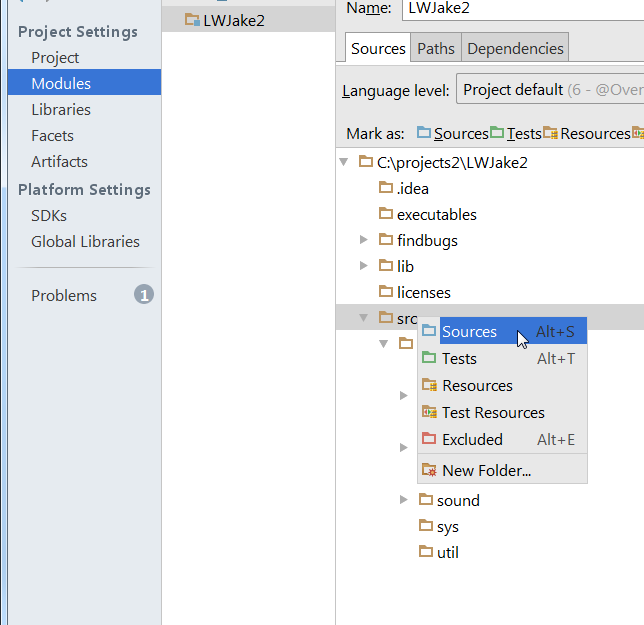 Project Settings
Project
Modules
Libraries
Facets
Artifacts
Platform Settings
SDKs
Global Libraries
Problems 1
LWJake2
Name: LWJake2
Sources Paths Dependencies
Language level: Project default (6 - @Over
Mark as: Sources Tests Resources
C:\projects2\LWJake2
.idea
executables
findbugs
lib
licenses
src
Sources Alt+S
Tests Alt+T
Resources
Test Resources
Excluded Alt+E
New Folder...
sound
sys
util